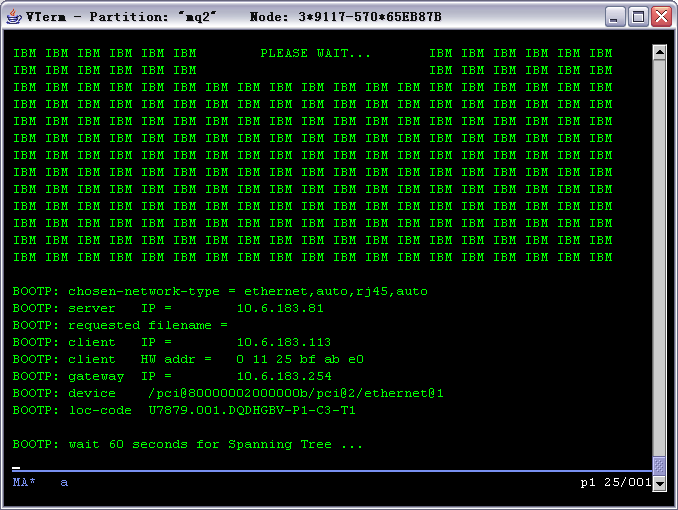 VTerm - Partition: "mq2" Node: 3*9117-570*65EB87B
IBM IBM IBM IBM IBM IBM PLEASE WAIT... IBM IBM IBM IBM IBM IBM
IBM IBM IBM IBM IBM IBM IBM IBM IBM IBM IBM IBM
IBM IBM IBM IBM IBM IBM IBM IBM IBM IBM IBM IBM IBM IBM IBM IBM IBM IBM IBM
IBM IBM IBM IBM IBM IBM IBM IBM IBM IBM IBM IBM IBM IBM IBM IBM IBM IBM IBM
IBM IBM IBM IBM IBM IBM IBM IBM IBM IBM IBM IBM IBM IBM IBM IBM IBM IBM IBM
IBM IBM IBM IBM IBM IBM IBM IBM IBM IBM IBM IBM IBM IBM IBM IBM IBM IBM IBM
IBM IBM IBM IBM IBM IBM IBM IBM IBM IBM IBM IBM IBM IBM IBM IBM IBM IBM IBM
IBM IBM IBM IBM IBM IBM IBM IBM IBM IBM IBM IBM IBM IBM IBM IBM IBM IBM IBM
IBM IBM IBM IBM IBM IBM IBM IBM IBM IBM IBM IBM IBM IBM IBM IBM IBM IBM IBM
IBM IBM IBM IBM IBM IBM IBM IBM IBM IBM IBM IBM IBM IBM IBM IBM IBM IBM IBM
IBM IBM IBM IBM IBM IBM IBM IBM IBM IBM IBM IBM IBM IBM IBM IBM IBM IBM IBM
IBM IBM IBM IBM IBM IBM IBM IBM IBM IBM IBM IBM IBM IBM IBM IBM IBM IBM IBM
IBM IBM IBM IBM IBM IBM IBM IBM IBM IBM IBM IBM IBM IBM IBM IBM IBM IBM IBM
BOOTP: chosen-network-type = ethernet,auto,rj45,auto
BOOTP: server IP = 10.6.183.81
BOOTP: requested filename =
BOOTP: client IP = 10.6.183.113
BOOTP: client HW addr = 0 11 25 bf ab e0
BOOTP: gateway IP = 10.6.183.254
BOOTP: device /pci@80000002000000b/pci@2/ethernet@1
BOOTP: loc-code U7879.001.DQDHGBV-P1-C3-T1
BOOTP: wait 60 seconds for Spanning Tree ...
MA* a p1 25/001